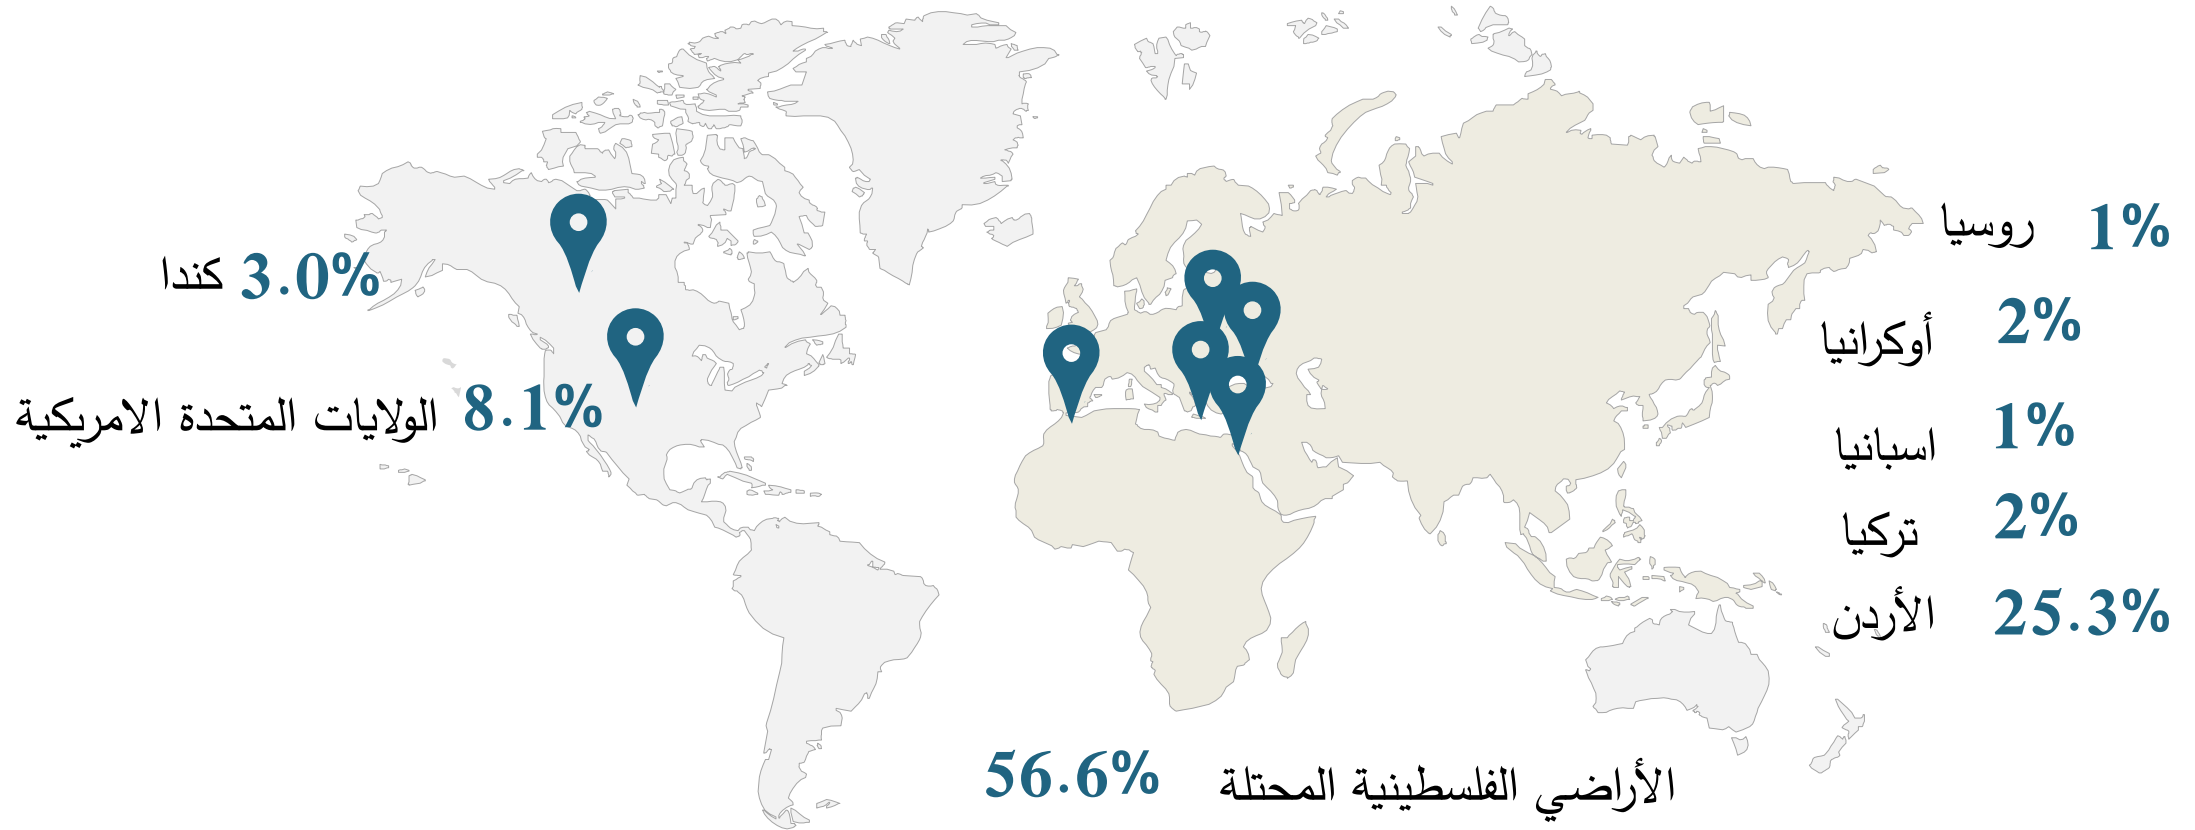 روسيا 1%
كندا 3.0%
أوكرانيا 2%
الولايات المتحدة الامريكية 8.1%
اسبانيا 1%
تركيا 2%
الأردن 25.3%
الأراضي الفلسطينية المحتلة 56.6%